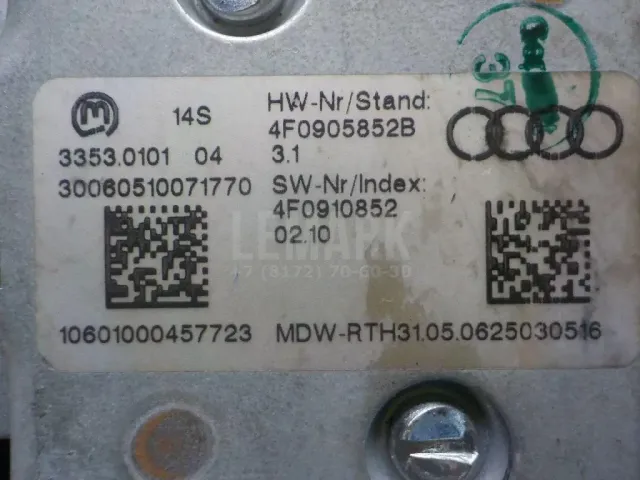 37
M 14S
3353.0101 04
30060510071770
HW-Nr/Stand:
4F0905852B
3.1
SW-Nr/Index:
4F0910852
02.10
LEMARK
+7 (8172) 70-60-30
10601000457723 MDW-RTH31.05.0625030516